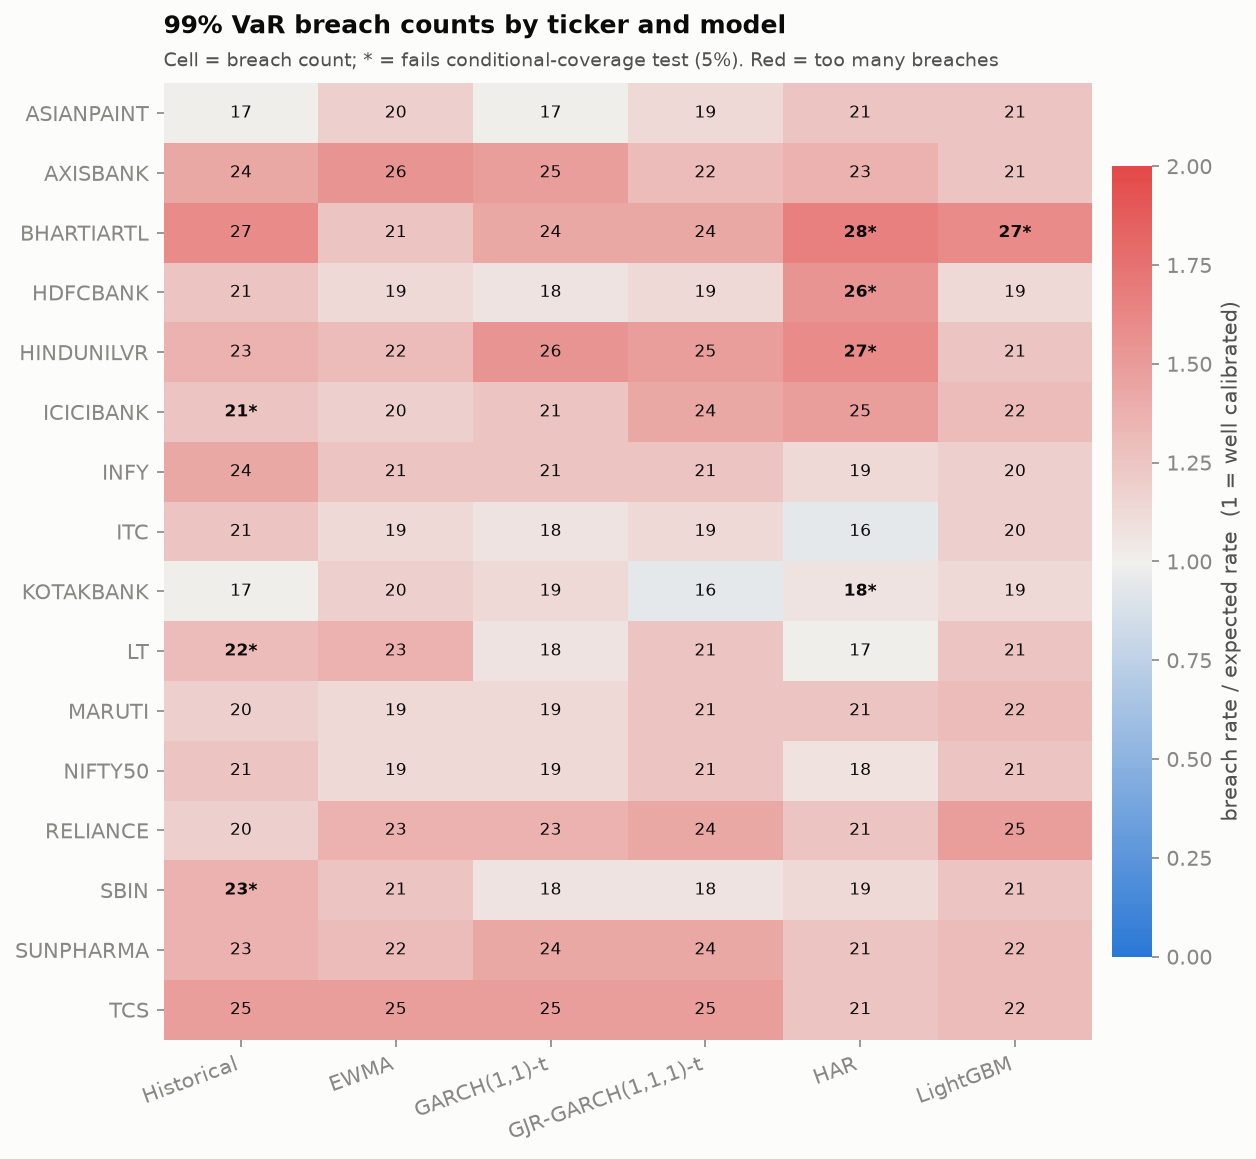 99% VaR breach counts by ticker and model
Cell = breach count; * = fails conditional-coverage test (5%). Red = too many breaches
ASIANPAINT 17 20 17 19 21 21
AXISBANK 24 26 25 22 23 21
BHARTIARTL 27 21 24 24 28* 27*
HDFCBANK 21 19 18 19 26* 19
HINDUNILVR 23 22 26 25 27* 21
ICICIBANK 21* 20 21 24 25 22
INFY 24 21 21 21 19 20
ITC 21 19 18 19 16 20
KOTAKBANK 17 20 19 16 18* 19
LT 22* 23 18 21 17 21
MARUTI 20 19 19 21 21 22
NIFTY50 21 19 19 21 18 21
RELIANCE 20 23 23 24 21 25
SBIN 23* 21 18 18 19 21
SUNPHARMA 23 22 24 24 21 22
TCS 25 25 25 25 21 22
Historical EWMA GARCH(1,1)-t GJR-GARCH(1,1,1)-t HAR LightGBM
2.00
1.75
1.50
1.25
1.00
0.75
0.50
0.25
0.00
breach rate / expected rate (1 = well calibrated)